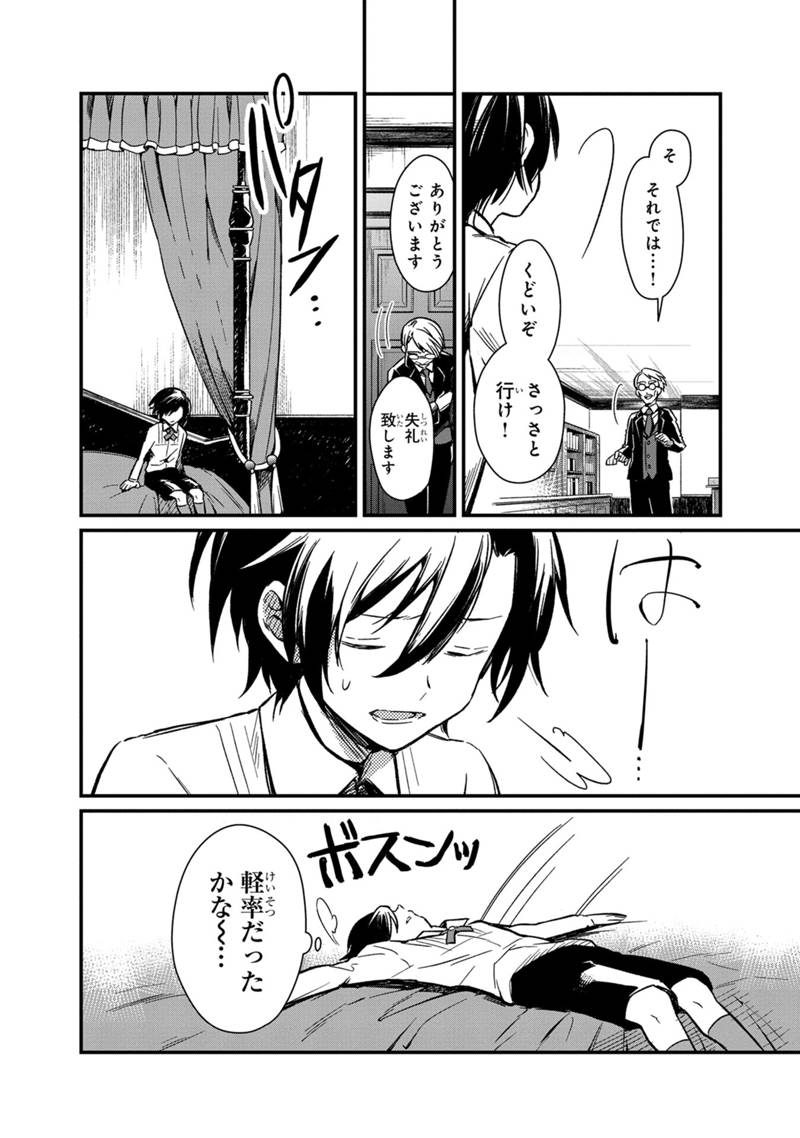 そ
それでは…!
くどいぞ
さっさと
行け!
ありがとう
ございます
失礼
致します
パタン…
はー…
ボスンッ
軽率だった
かな〜…